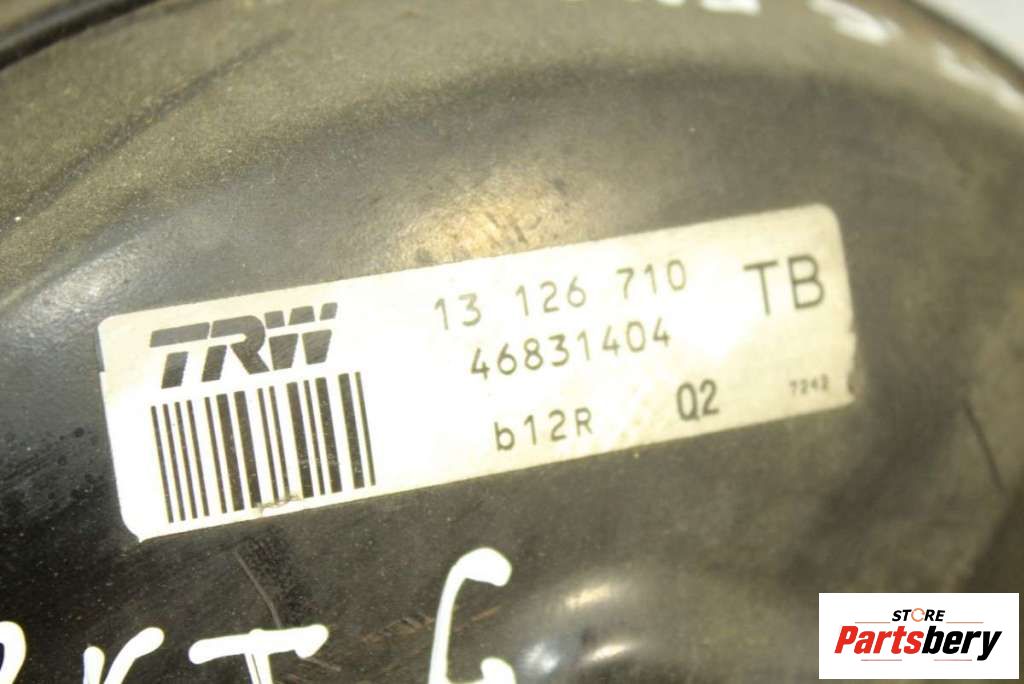 TRW
13 126 710
TB
46831404
b12R Q2 7242
STORE
Partsbery